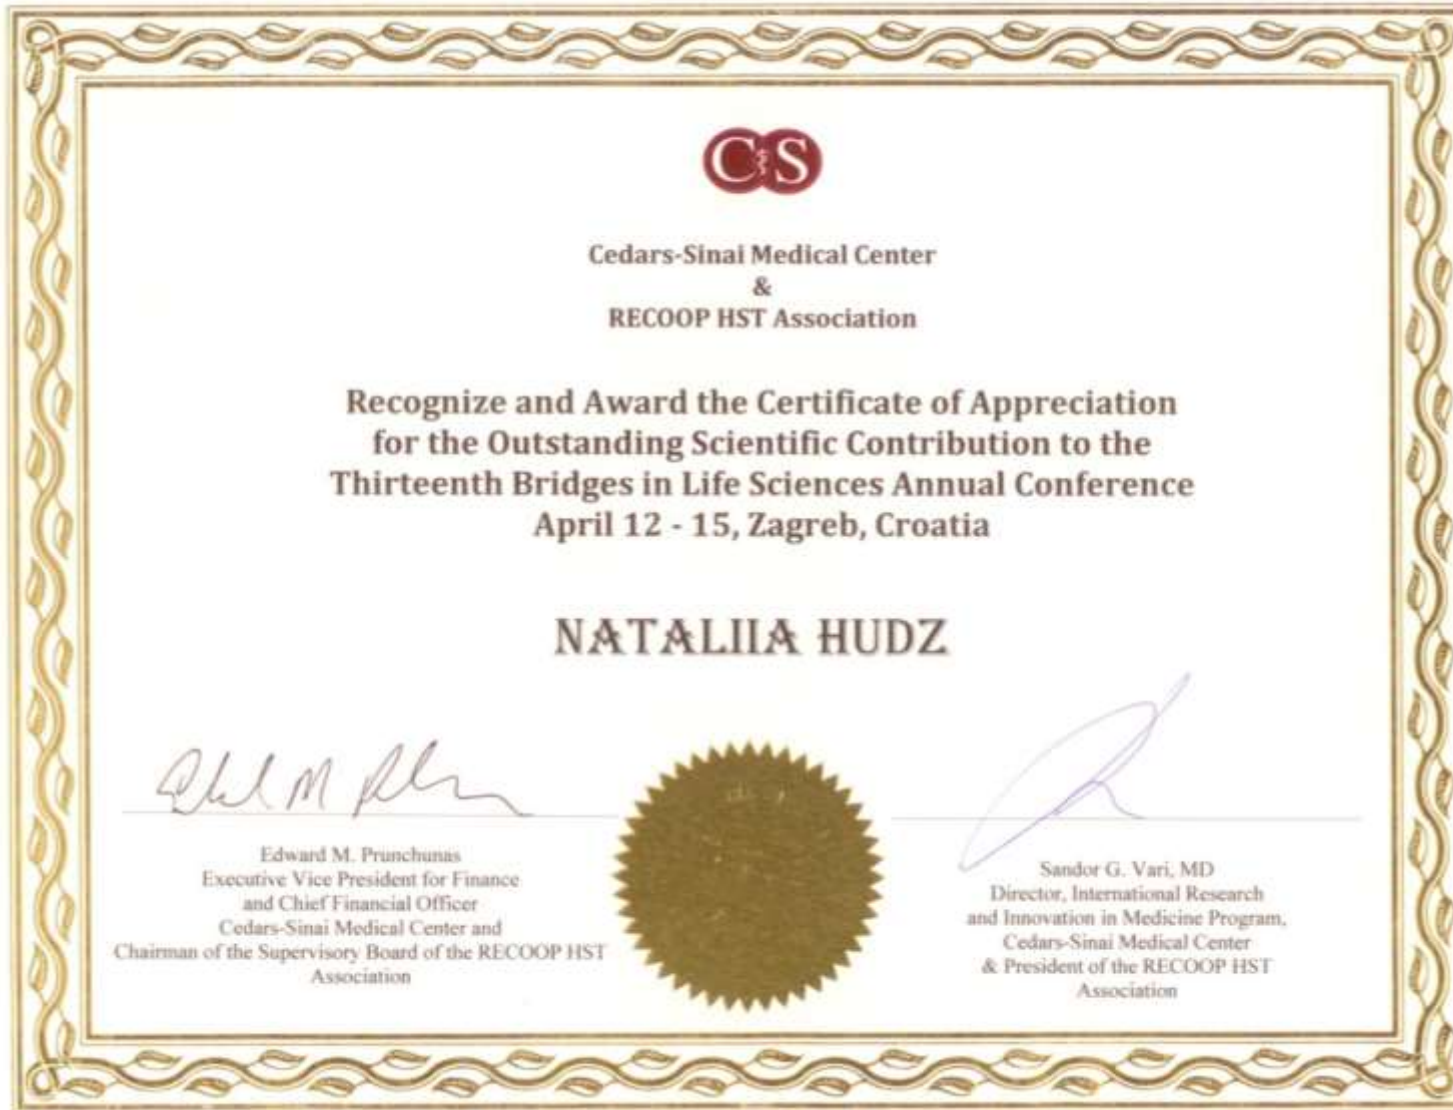 C S
Cedars-Sinai Medical Center
&
RECOOP HST Association
Recognize and Award the Certificate of Appreciation
for the Outstanding Scientific Contribution to the
Thirteenth Bridges in Life Sciences Annual Conference
April 12 - 15, Zagreb, Croatia
NATALIIA HUDZ
Edward M. Prunchunas
Executive Vice President for Finance
and Chief Financial Officer
Cedars-Sinai Medical Center and
Chairman of the Supervisory Board of the RECOOP HST
Association
Sandor G. Vari, MD
Director, International Research
and Innovation in Medicine Program,
Cedars-Sinai Medical Center
& President of the RECOOP HST
Association